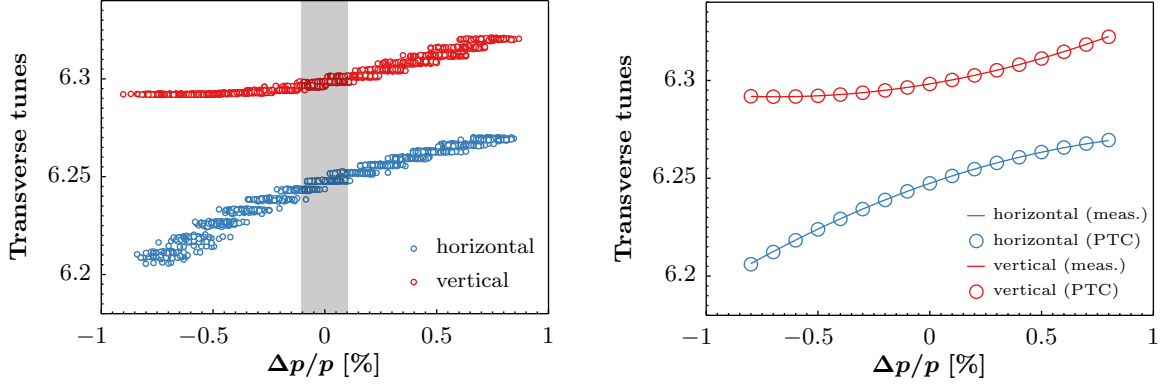 Transverse tunes
6.3
6.25
6.2
horizontal
vertical
−1
−0.5
0
0.5
1
Δp/p [%]
Transverse tunes
6.3
6.25
6.2
horizontal (meas.)
horizontal (PTC)
vertical (meas.)
vertical (PTC)
−1
−0.5
0
0.5
1
Δp/p [%]